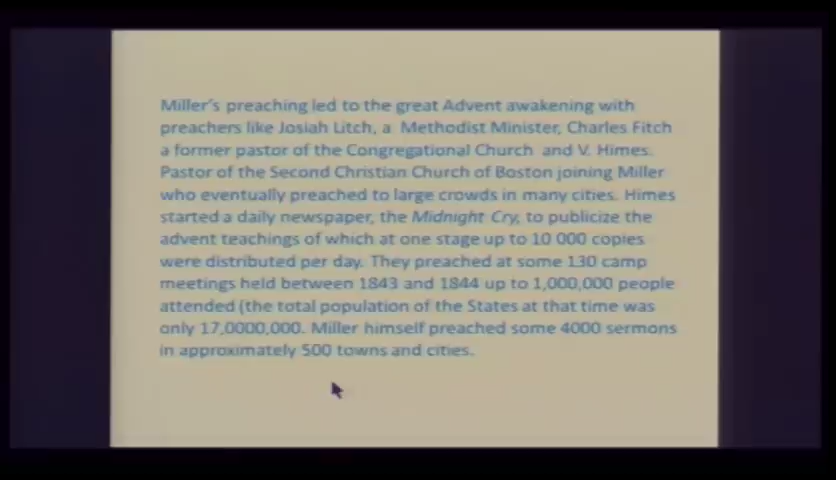 Miller's preaching led to the great Advent awakening with
preachers like Josiah Litch, a Methodist Minister, Charles Fitch
a former pastor of the Congregational Church and V. Himes.
Pastor of the Second Christian Church of Boston joining Miller
who eventually preached to large crowds in many cities. Himes
started a daily newspaper, the Midnight Cry, to publicize the
advent teachings of which at one stage up to 10 000 copies
were distributed per day. They preached at some 130 camp
meetings held between 1843 and 1844 up to 1,000,000 people
attended (the total population of the States at that time was
only 17,0000,000. Miller himself preached some 4000 sermons
in approximately 500 towns and cities.